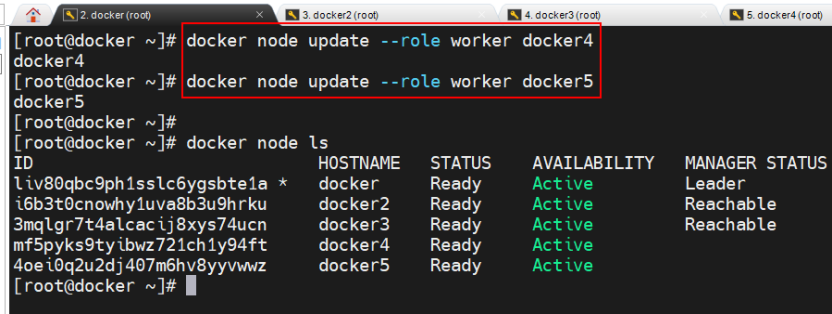 2. docker (root) × 3. docker2 (root) 4. docker3 (root) 5. docker4 (root)
[root@docker ~]# docker node update --role worker docker4
docker4
[root@docker ~]# docker node update --role worker docker5
docker5
[root@docker ~]#
[root@docker ~]# docker node ls
ID HOSTNAME STATUS AVAILABILITY MANAGER STATUS
liv80qbc9ph1sslc6ygsbte1a * docker Ready Active Leader
i6b3t0cnowhy1uva8b3u9hrku docker2 Ready Active Reachable
3mqlgr7t4alcacij8xys74ucn docker3 Ready Active Reachable
mf5pyks9tyibwz721ch1y94ft docker4 Ready Active
4oei0q2u2dj407m6hv8yyvwwz docker5 Ready Active
[root@docker ~]#